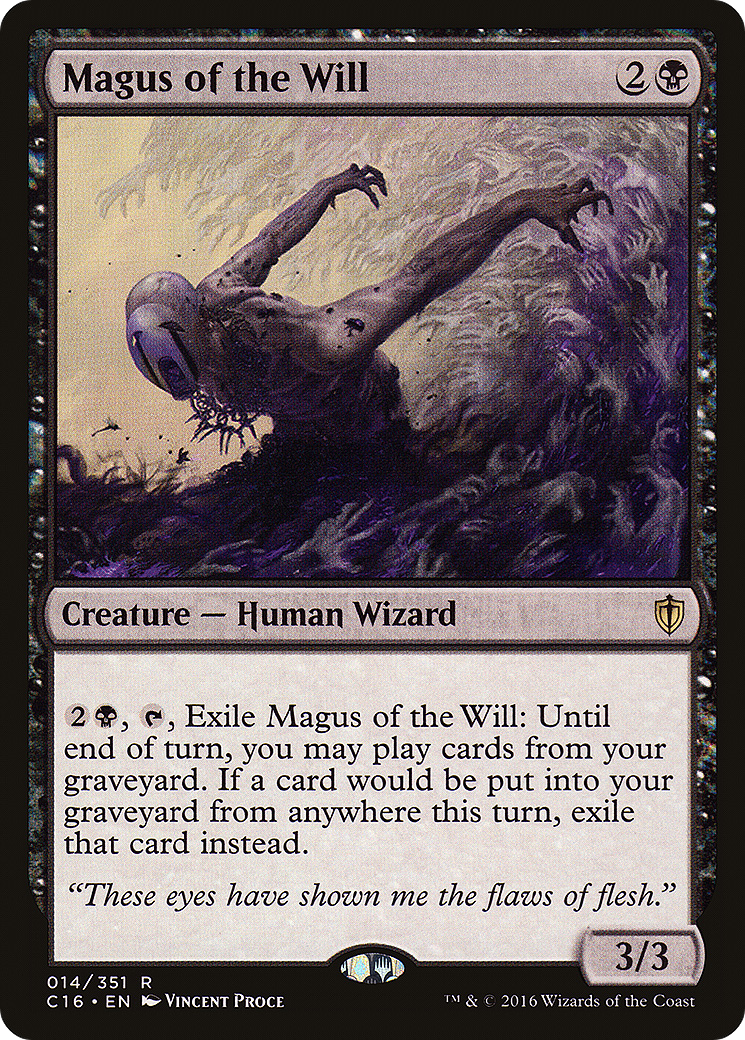 Magus of the Will 2
Creature — Human Wizard
2, , Exile Magus of the Will: Until
end of turn, you may play cards from your
graveyard. If a card would be put into your
graveyard from anywhere this turn, exile
that card instead.
“These eyes have shown me the flaws of flesh.”
3/3
014/351 R
C16 • EN Vincent Proce
™ & © 2016 Wizards of the Coast